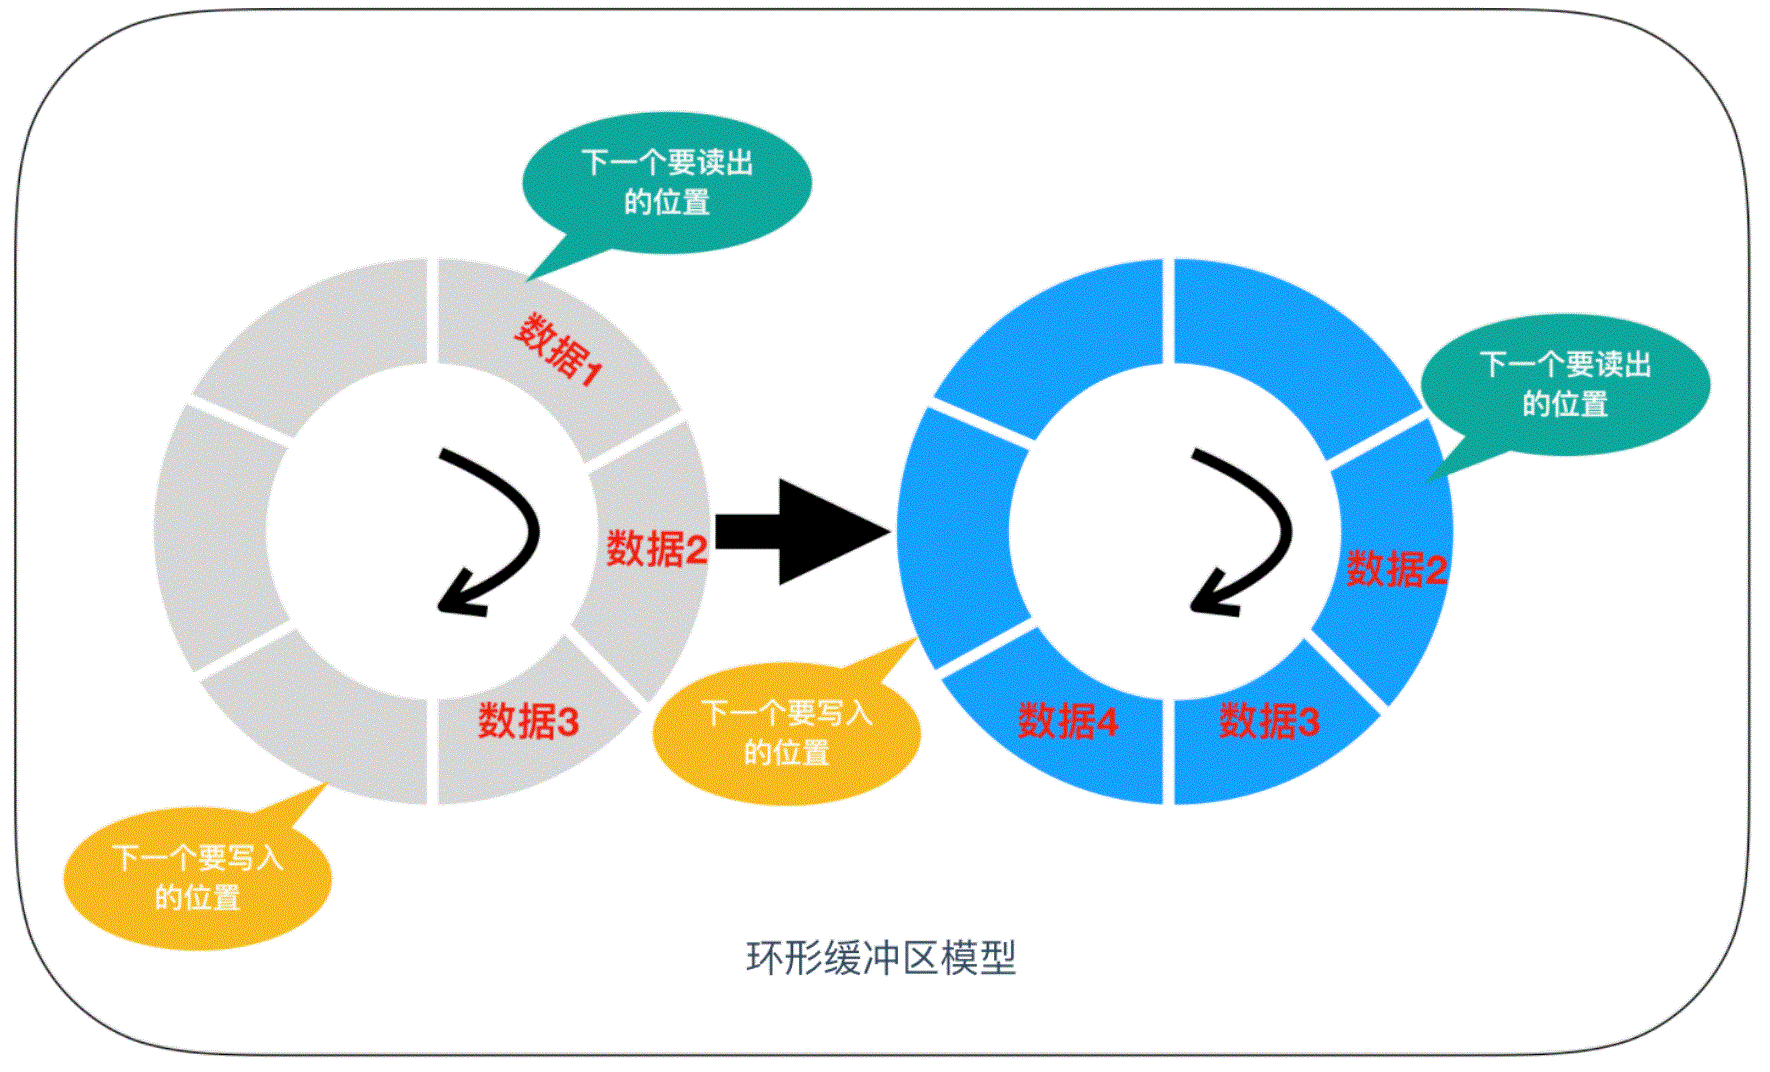 下一个要读出
的位置
数据1
数据2
数据3
下一个要写入
的位置
下一个要读出
的位置
数据2
数据3
数据4
下一个要写入
的位置
环形缓冲区模型